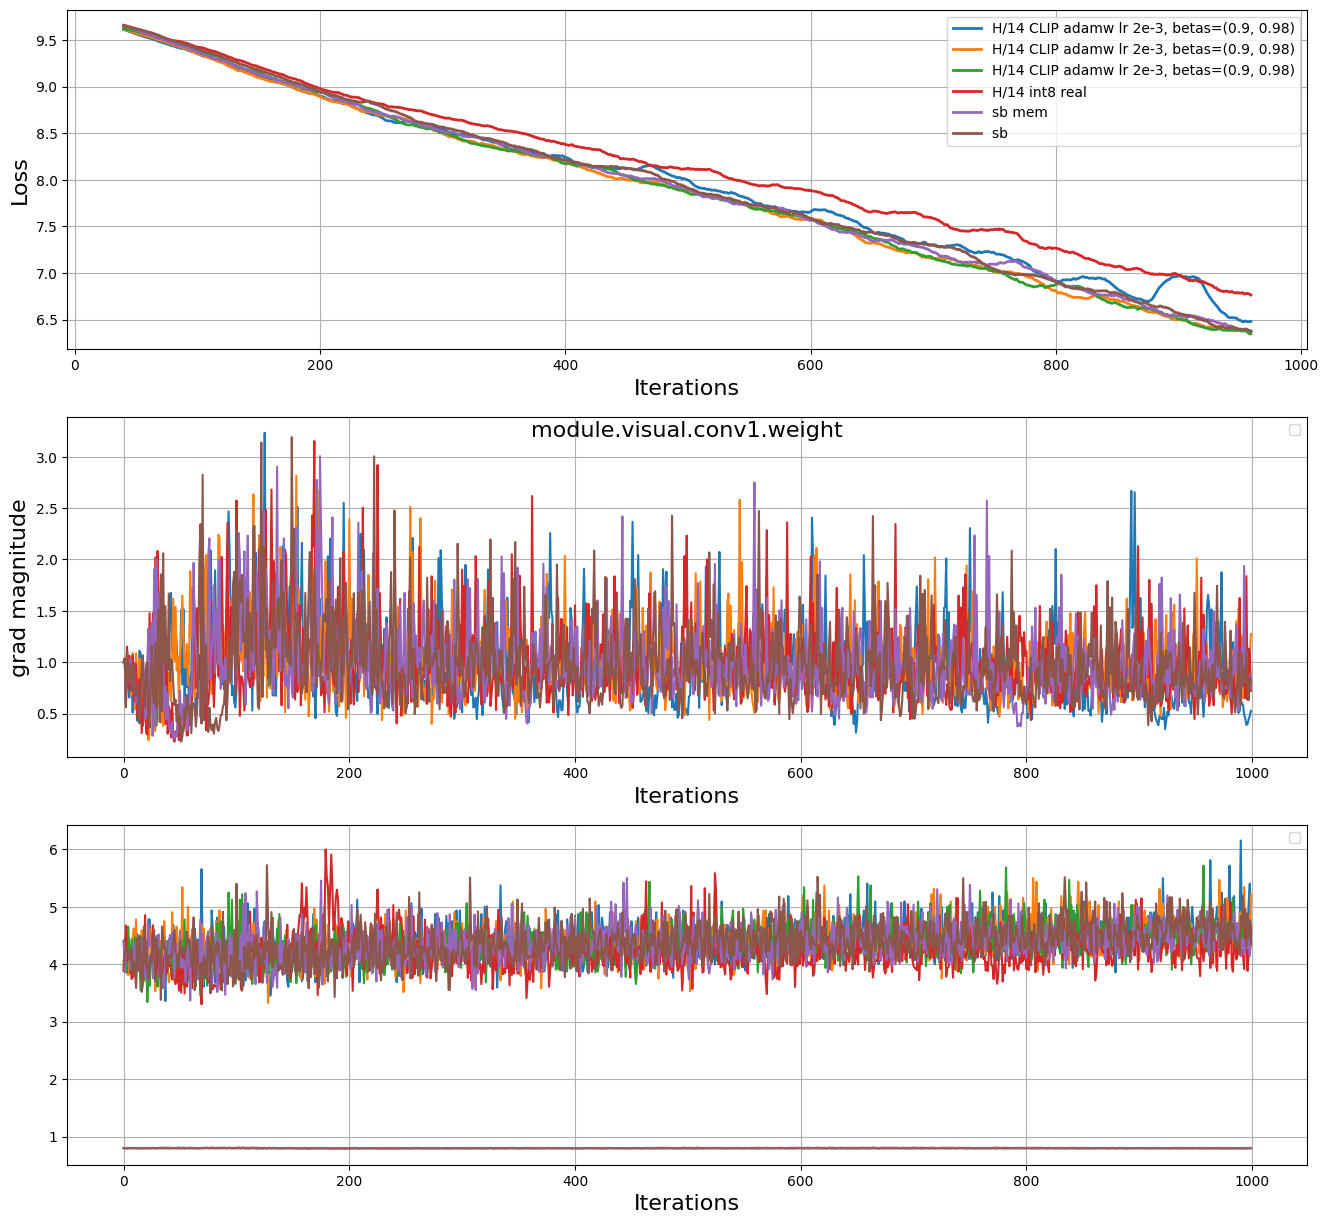 9.5
9.0
8.5
8.0
7.5
7.0
6.5
Loss
H/14 CLIP adamw lr 2e-3, betas=(0.9, 0.98)
H/14 CLIP adamw lr 2e-3, betas=(0.9, 0.98)
H/14 CLIP adamw lr 2e-3, betas=(0.9, 0.98)
H/14 int8 real
sb mem
sb
0 200 400 600 800 1000
Iterations
module.visual.conv1.weight
3.0
2.5
2.0
1.5
1.0
0.5
grad magnitude
0 200 400 600 800 1000
Iterations
6
5
4
3
2
1
0 200 400 600 800 1000
Iterations